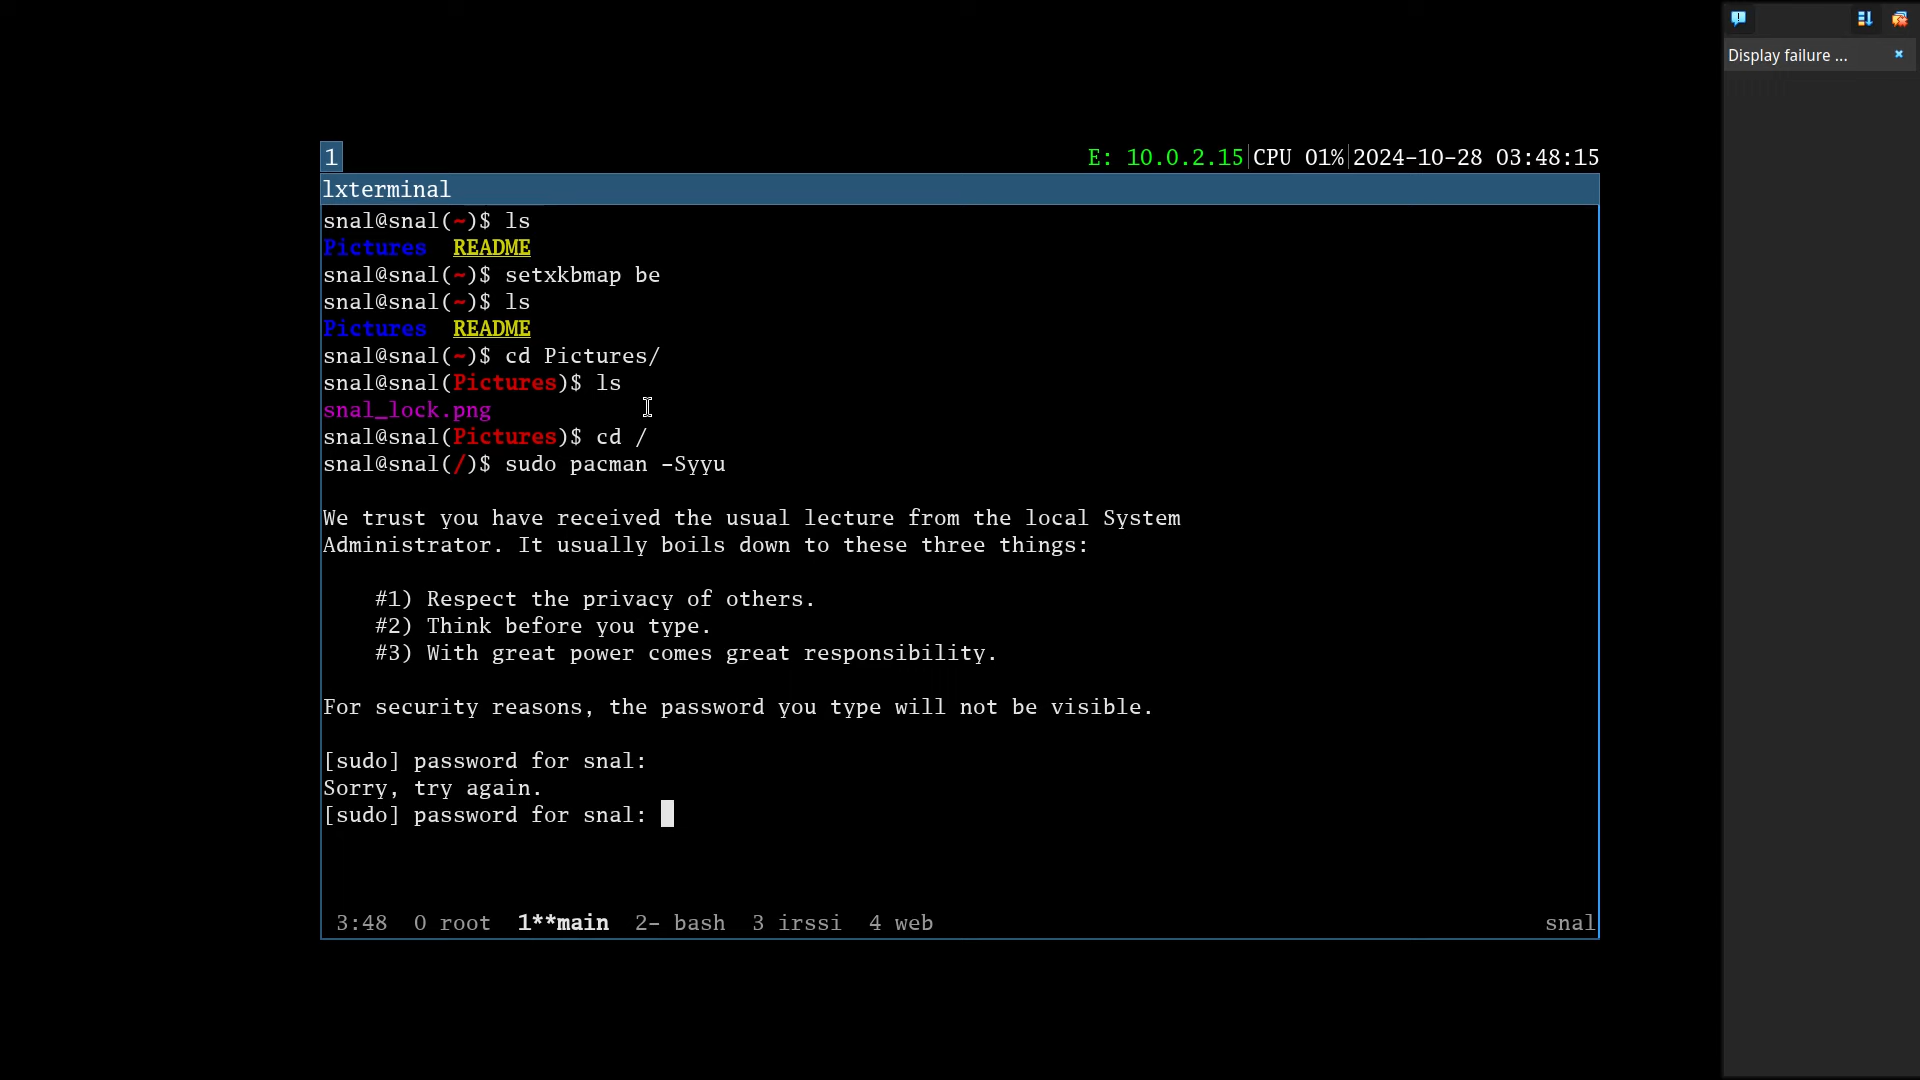 Display failure ...
1 E: 10.0.2.15|CPU 01%|2024-10-28 03:48:15
lxterminal
snal@snal(~)$ ls
Pictures  README
snal@snal(~)$ setxkbmap be
snal@snal(~)$ ls
Pictures  README
snal@snal(~)$ cd Pictures/
snal@snal(Pictures)$ ls
snal_lock.png
snal@snal(Pictures)$ cd /
snal@snal(/)$ sudo pacman -Syyu
We trust you have received the usual lecture from the local System
Administrator. It usually boils down to these three things:
#1) Respect the privacy of others.
#2) Think before you type.
#3) With great power comes great responsibility.
For security reasons, the password you type will not be visible.
[sudo] password for snal:
Sorry, try again.
[sudo] password for snal:
3:48  0 root  1**main  2- bash  3 irssi  4 web  snal